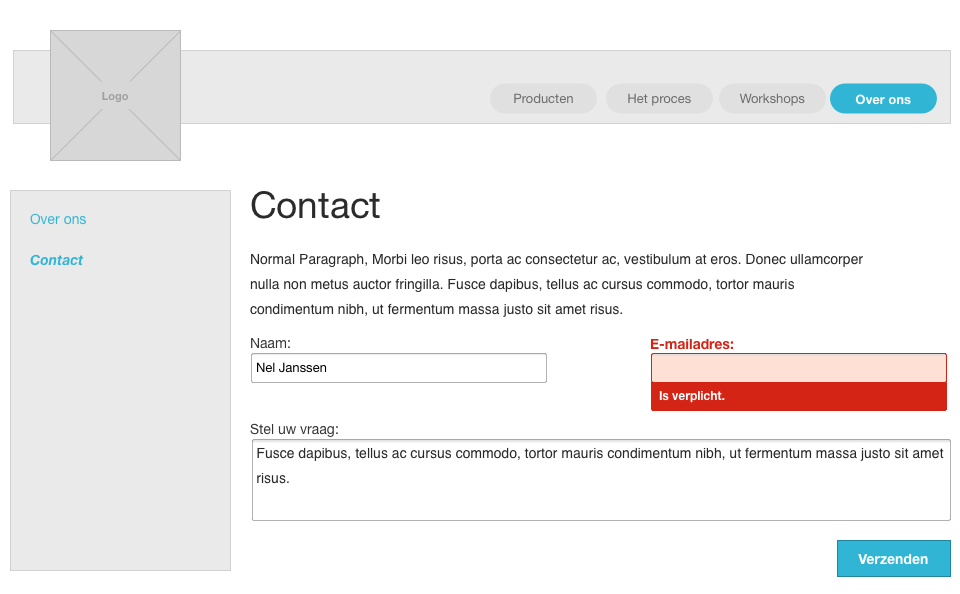 Logo
Producten
Het proces
Workshops
Over ons
Over ons
Contact
Contact
Normal Paragraph, Morbi leo risus, porta ac consectetur ac, vestibulum at eros. Donec ullamcorper
nulla non metus auctor fringilla. Fusce dapibus, tellus ac cursus commodo, tortor mauris
condimentum nibh, ut fermentum massa justo sit amet risus.
Naam:
Nel Janssen
E-mailadres:
Is verplicht.
Stel uw vraag:
Fusce dapibus, tellus ac cursus commodo, tortor mauris condimentum nibh, ut fermentum massa justo sit amet
risus.
Verzenden